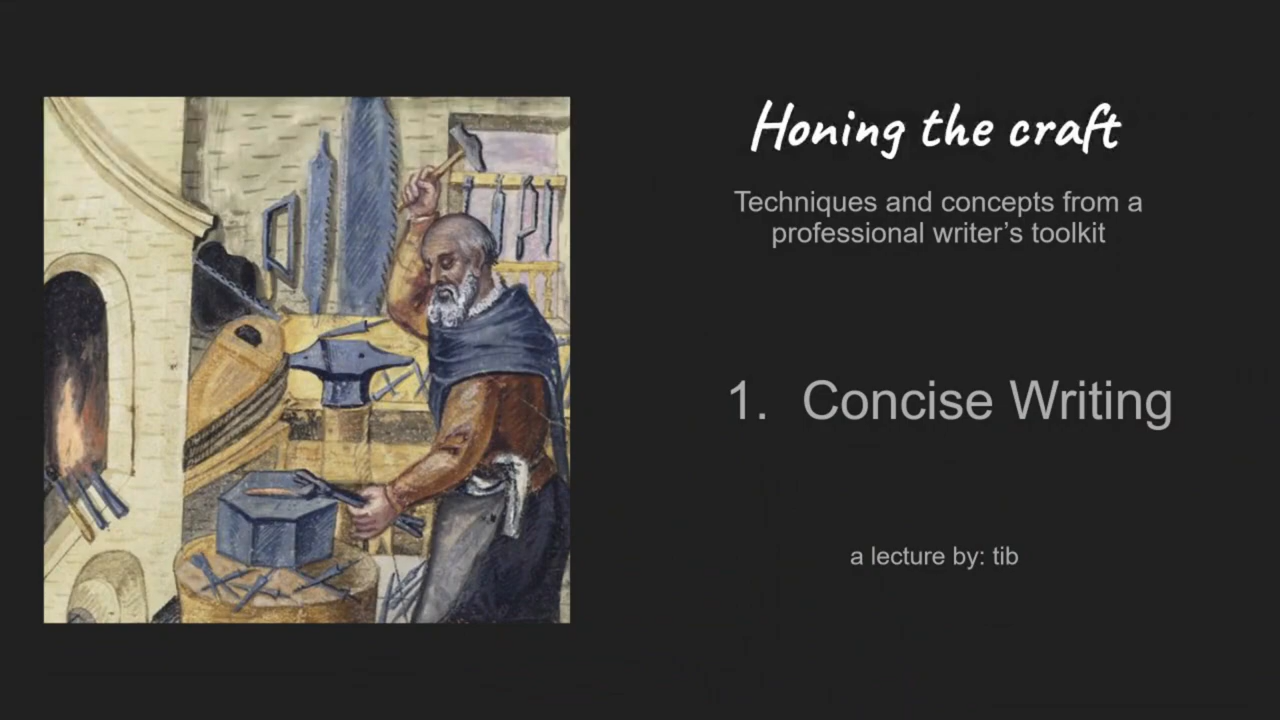 Honing the craft
Techniques and concepts from a
professional writer's toolkit
1. Concise Writing
a lecture by: tib